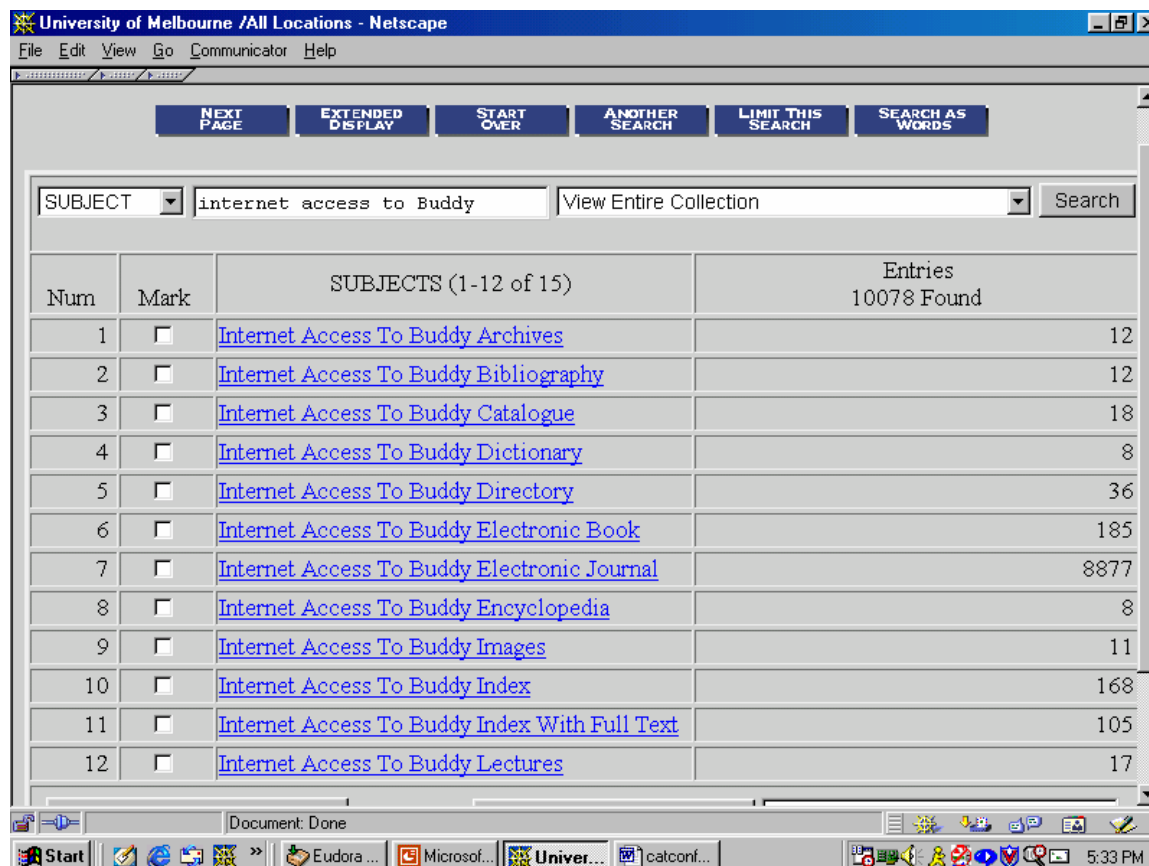 University of Melbourne /All Locations - Netscape
File Edit View Go Communicator Help
NEXT PAGE EXTENDED DISPLAY START OVER ANOTHER SEARCH LIMIT THIS SEARCH SEARCH AS WORDS
SUBJECT internet access to Buddy View Entire Collection Search
Num Mark SUBJECTS (1-12 of 15) Entries 10078 Found
1 Internet Access To Buddy Archives 12
2 Internet Access To Buddy Bibliography 12
3 Internet Access To Buddy Catalogue 18
4 Internet Access To Buddy Dictionary 8
5 Internet Access To Buddy Directory 36
6 Internet Access To Buddy Electronic Book 185
7 Internet Access To Buddy Electronic Journal 8877
8 Internet Access To Buddy Encyclopedia 8
9 Internet Access To Buddy Images 11
10 Internet Access To Buddy Index 168
11 Internet Access To Buddy Index With Full Text 105
12 Internet Access To Buddy Lectures 17
Document: Done
Start » Eudora ... Microsof... Univer... catconf... 5:33 PM